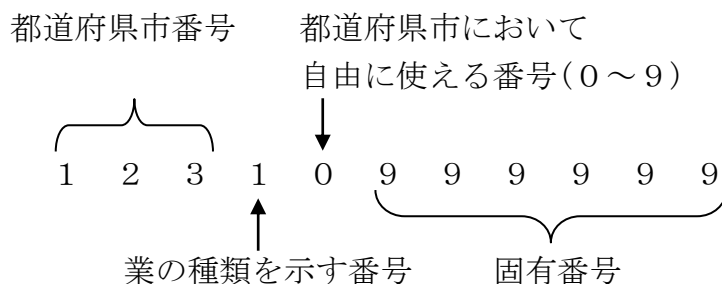 都道府県市番号
都道府県市において
自由に使える番号(０～９)
１ ２ ３ １ ０ ９ ９ ９ ９ ９ ９
業の種類を示す番号
固有番号